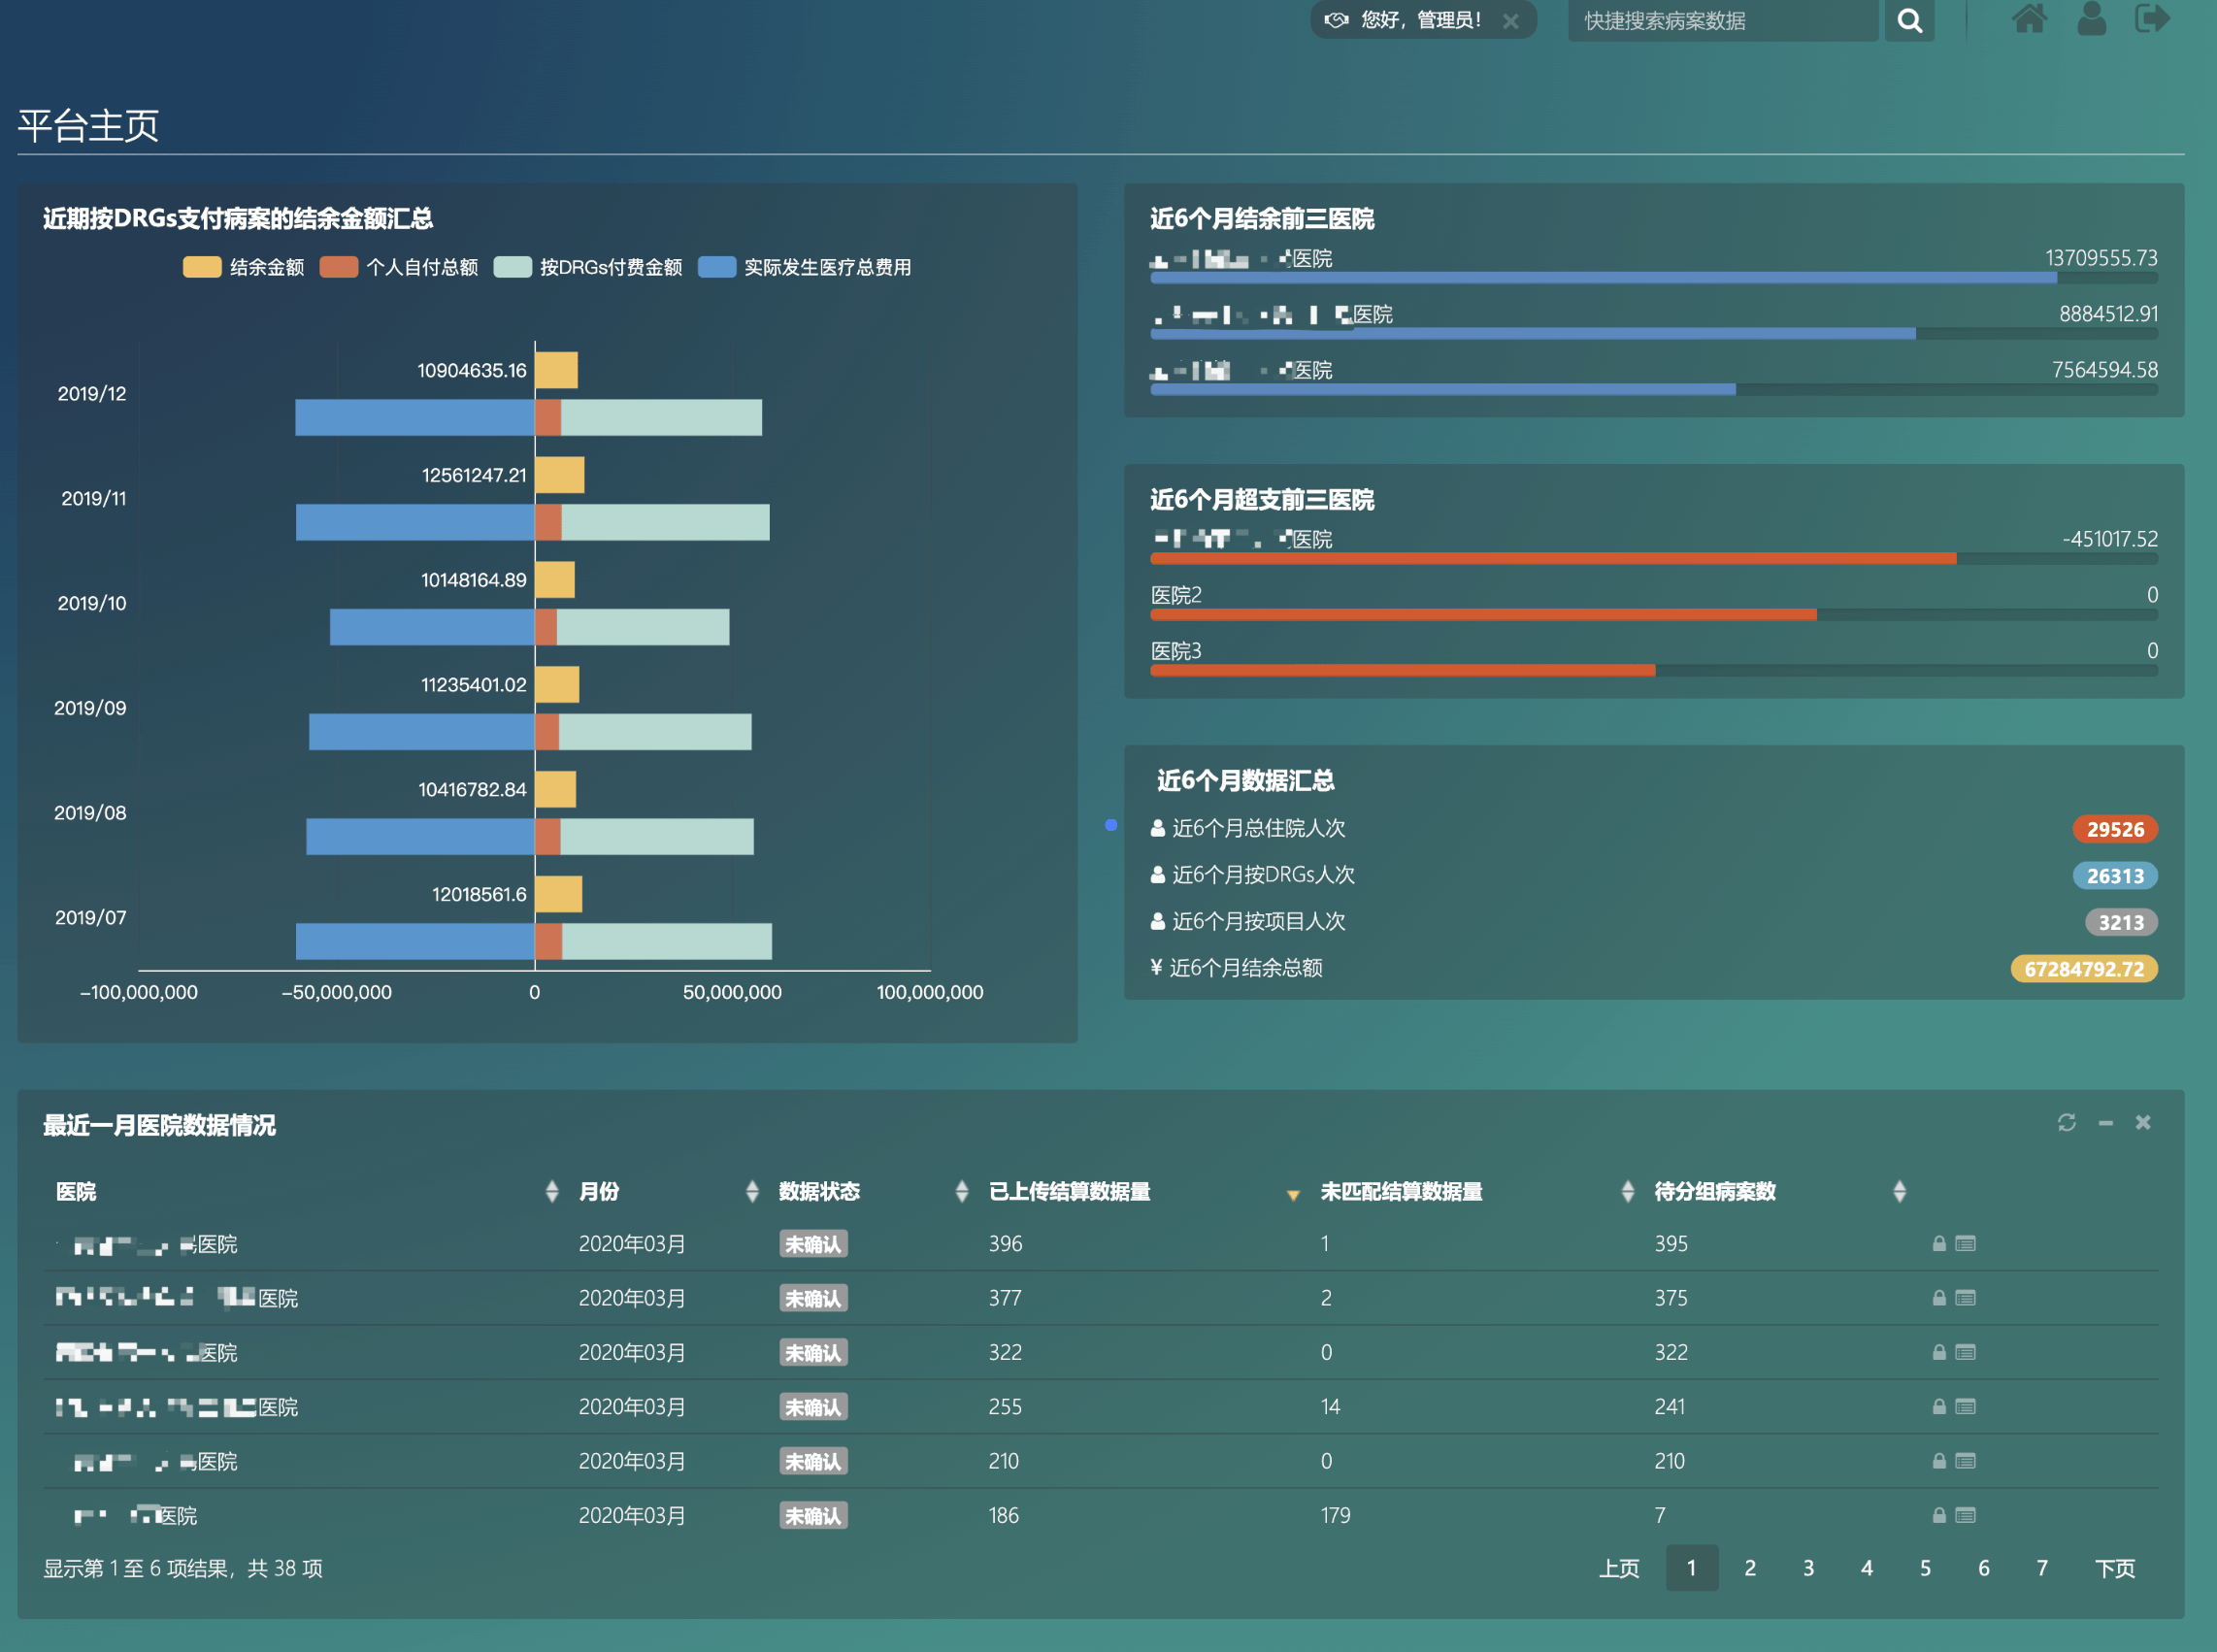 您好，管理员！
快捷搜索病案数据
平台主页
近期按DRGs支付病案的结余金额汇总
结余金额 个人自付总额 按DRGs付费金额 实际发生医疗总费用
2019/12 10904635.16
2019/11 12561247.21
2019/10 10148164.89
2019/09 11235401.02
2019/08 10416782.84
2019/07 12018561.6
−100,000,000 −50,000,000 0 50,000,000 100,000,000
近6个月结余前三医院
医院 13709555.73
医院 8884512.91
医院 7564594.58
近6个月超支前三医院
医院 -451017.52
医院2 0
医院3 0
近6个月数据汇总
近6个月总住院人次 29526
近6个月按DRGs人次 26313
近6个月按项目人次 3213
¥ 近6个月结余总额 67284792.72
最近一月医院数据情况
医院 月份 数据状态 已上传结算数据量 未匹配结算数据量 待分组病案数
医院 2020年03月 未确认 396 1 395
医院 2020年03月 未确认 377 2 375
医院 2020年03月 未确认 322 0 322
医院 2020年03月 未确认 255 14 241
医院 2020年03月 未确认 210 0 210
医院 2020年03月 未确认 186 179 7
显示第 1 至 6 项结果，共 38 项
上页 1 2 3 4 5 6 7 下页